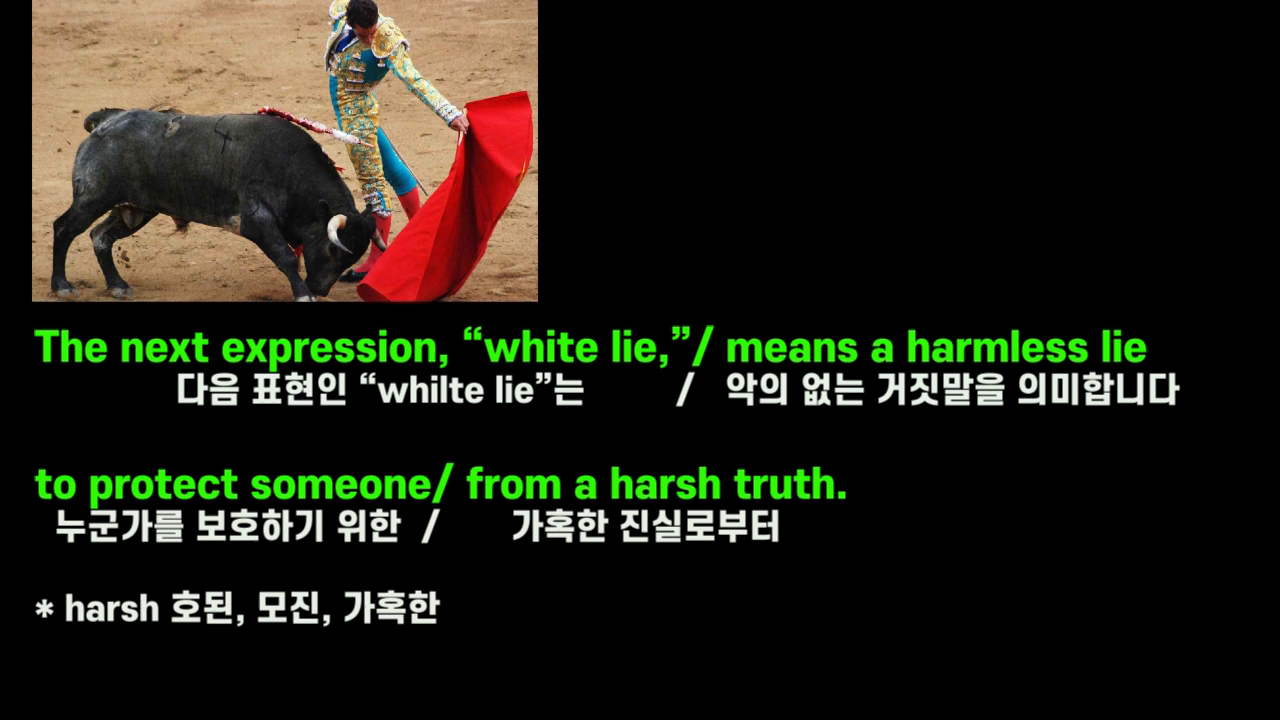 The next expression, “white lie,”/ means a harmless lie
다음 표현인 “whilte lie”는 / 악의 없는 거짓말을 의미합니다
to protect someone/ from a harsh truth.
누군가를 보호하기 위한 / 가혹한 진실로부터
* harsh 호된, 모진, 가혹한